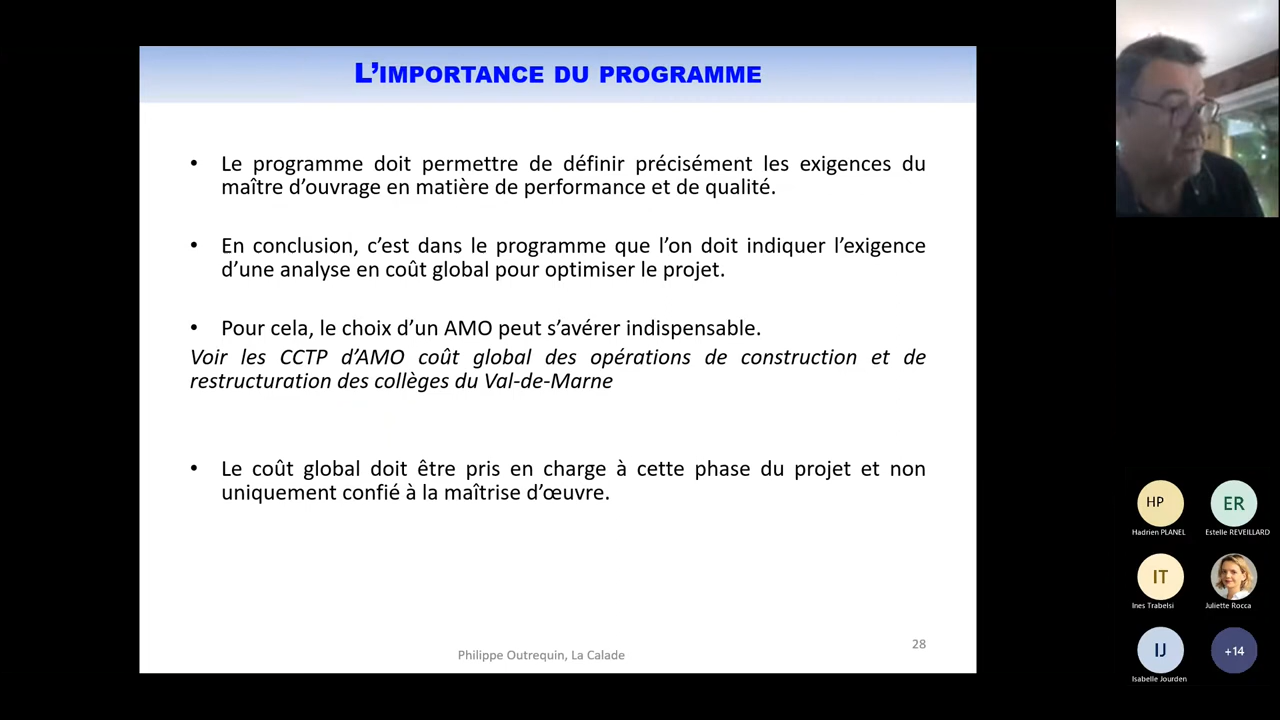 L'IMPORTANCE DU PROGRAMME
• Le programme doit permettre de définir précisément les exigences du
maître d'ouvrage en matière de performance et de qualité.
• En conclusion, c'est dans le programme que l'on doit indiquer l'exigence
d'une analyse en coût global pour optimiser le projet.
• Pour cela, le choix d'un AMO peut s'avérer indispensable.
Voir les CCTP d'AMO coût global des opérations de construction et de
restructuration des collèges du Val-de-Marne
• Le coût global doit être pris en charge à cette phase du projet et non
uniquement confié à la maîtrise d'œuvre.
Philippe Outrequin, La Calade
28
HP
ER
Hadrien PLANEL
Estelle REVEILLARD
IT
Ines Trabelsi
Juliette Rocca
IJ
+14
Isabelle Jourden